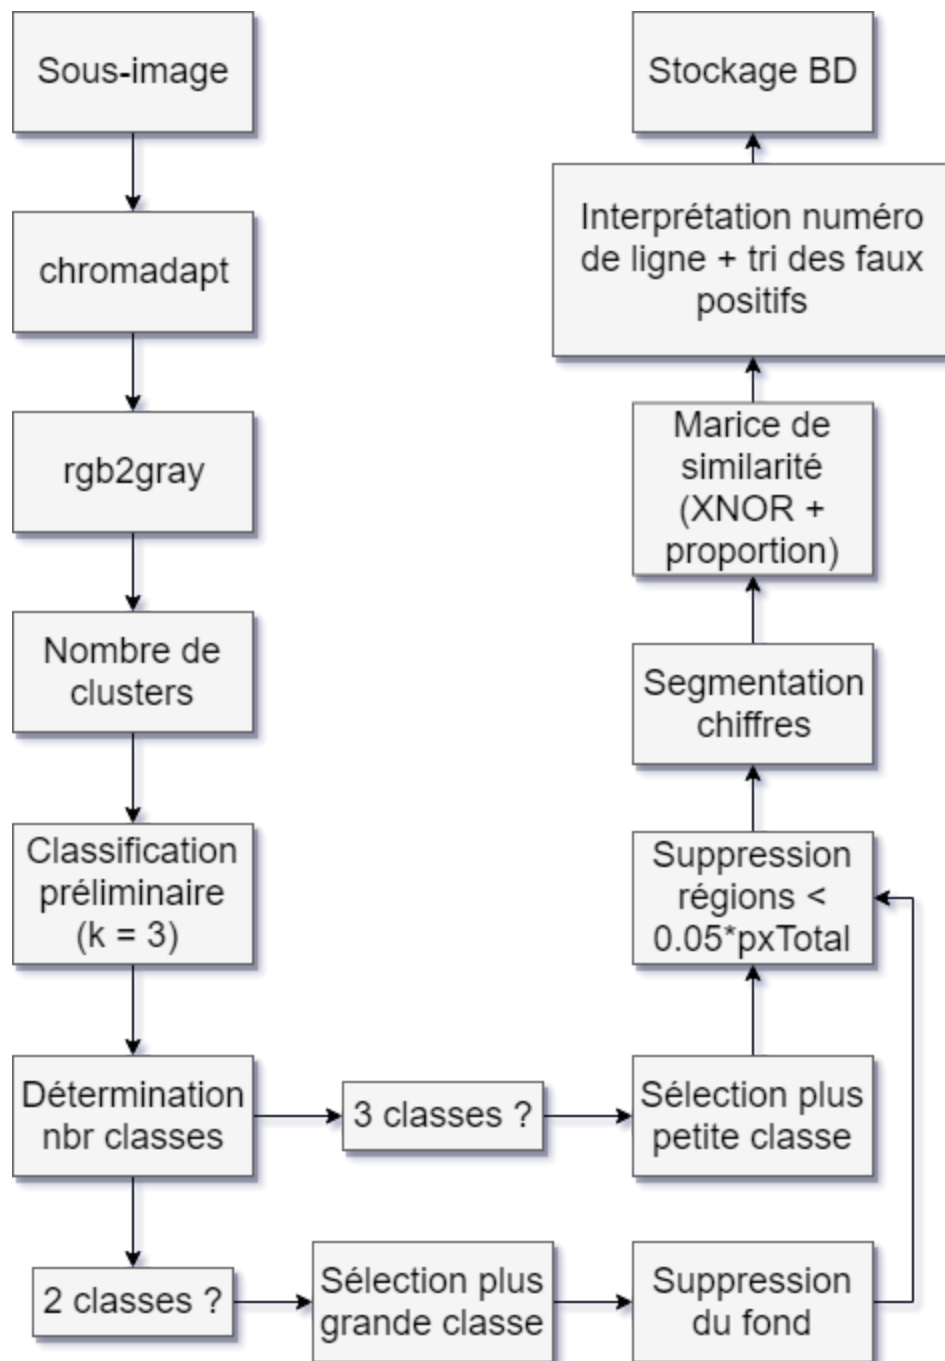 Sous-image
chromadapt
rgb2gray
Nombre de
clusters
Classification
préliminaire
(k = 3)
Détermination
nbr classes
2 classes ?
3 classes ?
Sélection plus
grande classe
Suppression
du fond
Sélection plus
petite classe
Suppression
régions <
0.05*pxTotal
Segmentation
chiffres
Marice de
similarité
(XNOR +
proportion)
Interprétation numéro
de ligne + tri des faux
positifs
Stockage BD